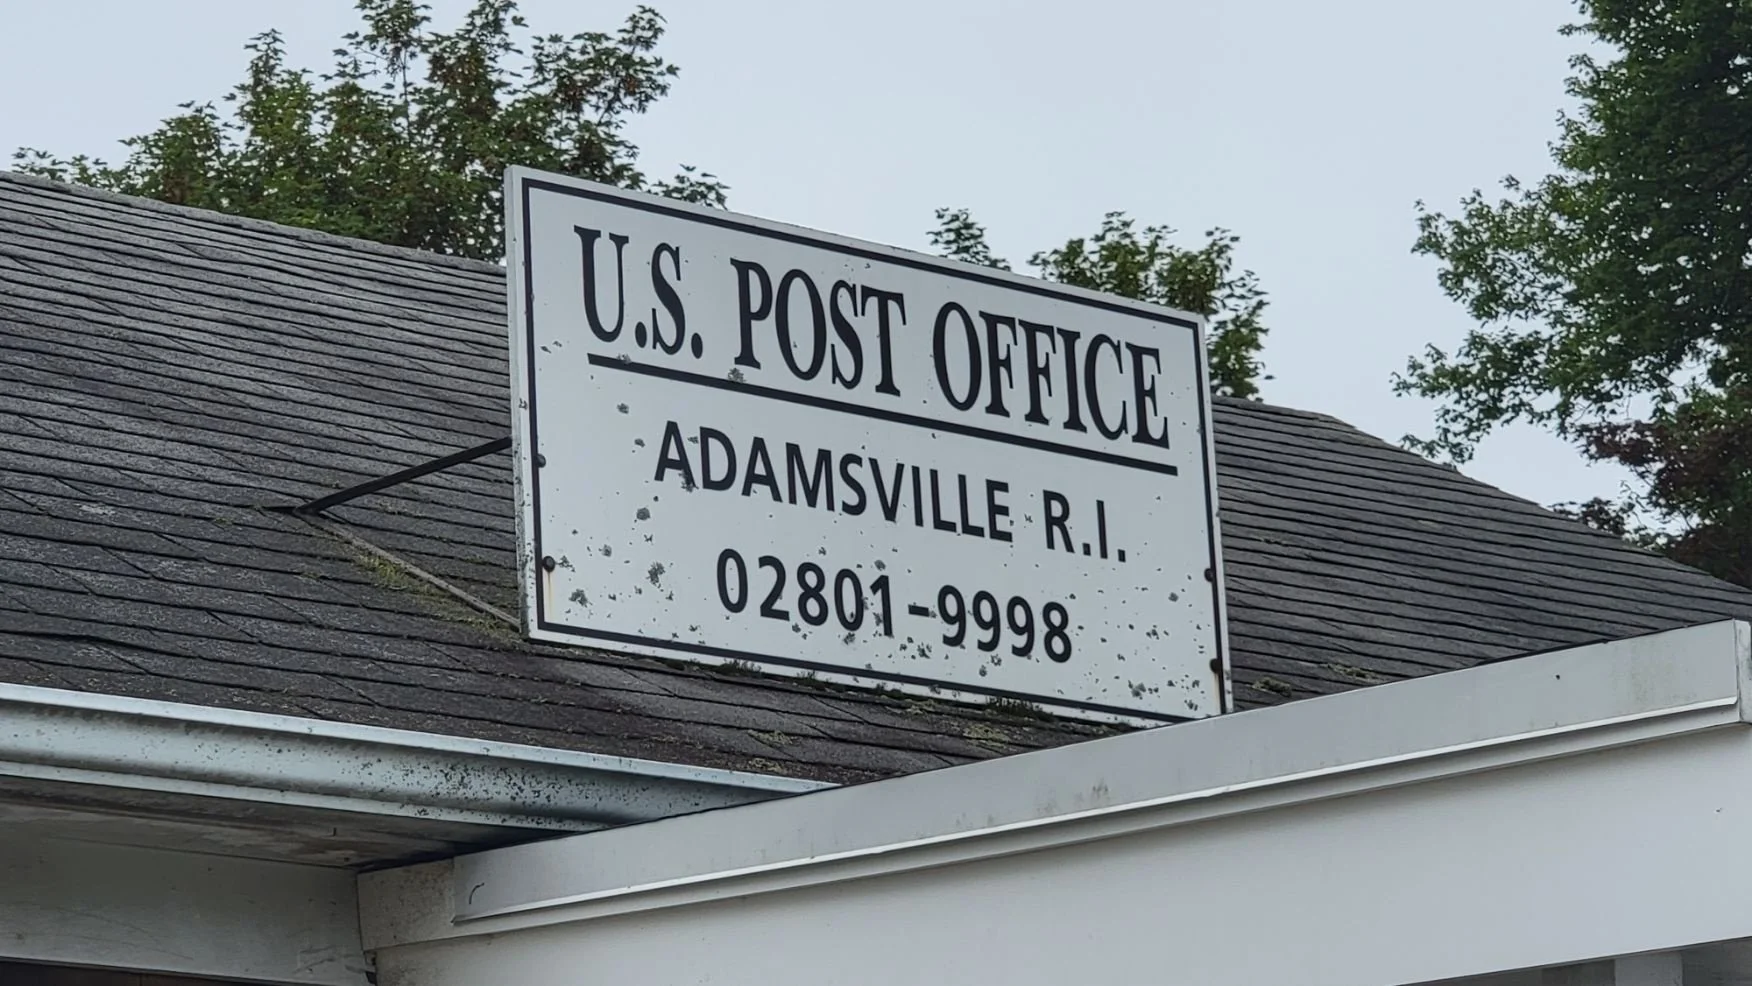 U.S. POST OFFICE
ADAMSVILLE R.I.
02801-9998